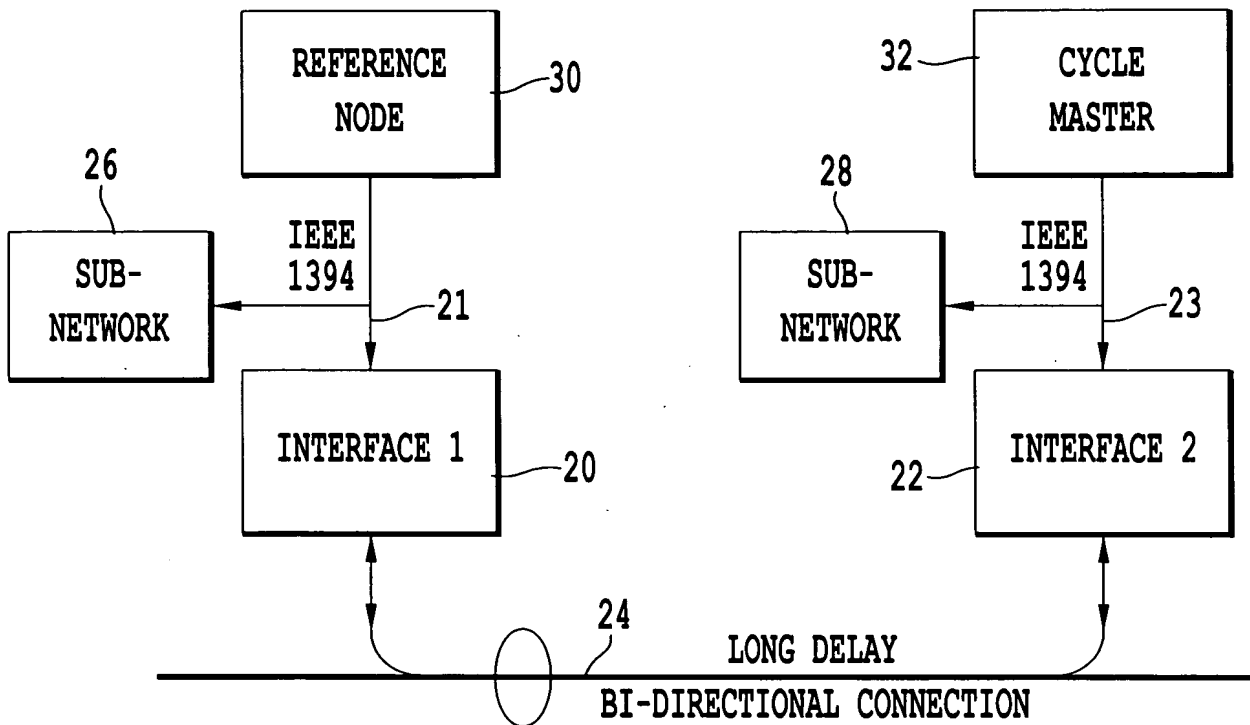 REFERENCE
NODE
30
32
CYCLE
MASTER
26
28
IEEE
1394
IEEE
1394
SUB-
NETWORK
21
SUB-
NETWORK
23
INTERFACE 1
20
22
INTERFACE 2
24
LONG DELAY
BI-DIRECTIONAL CONNECTION